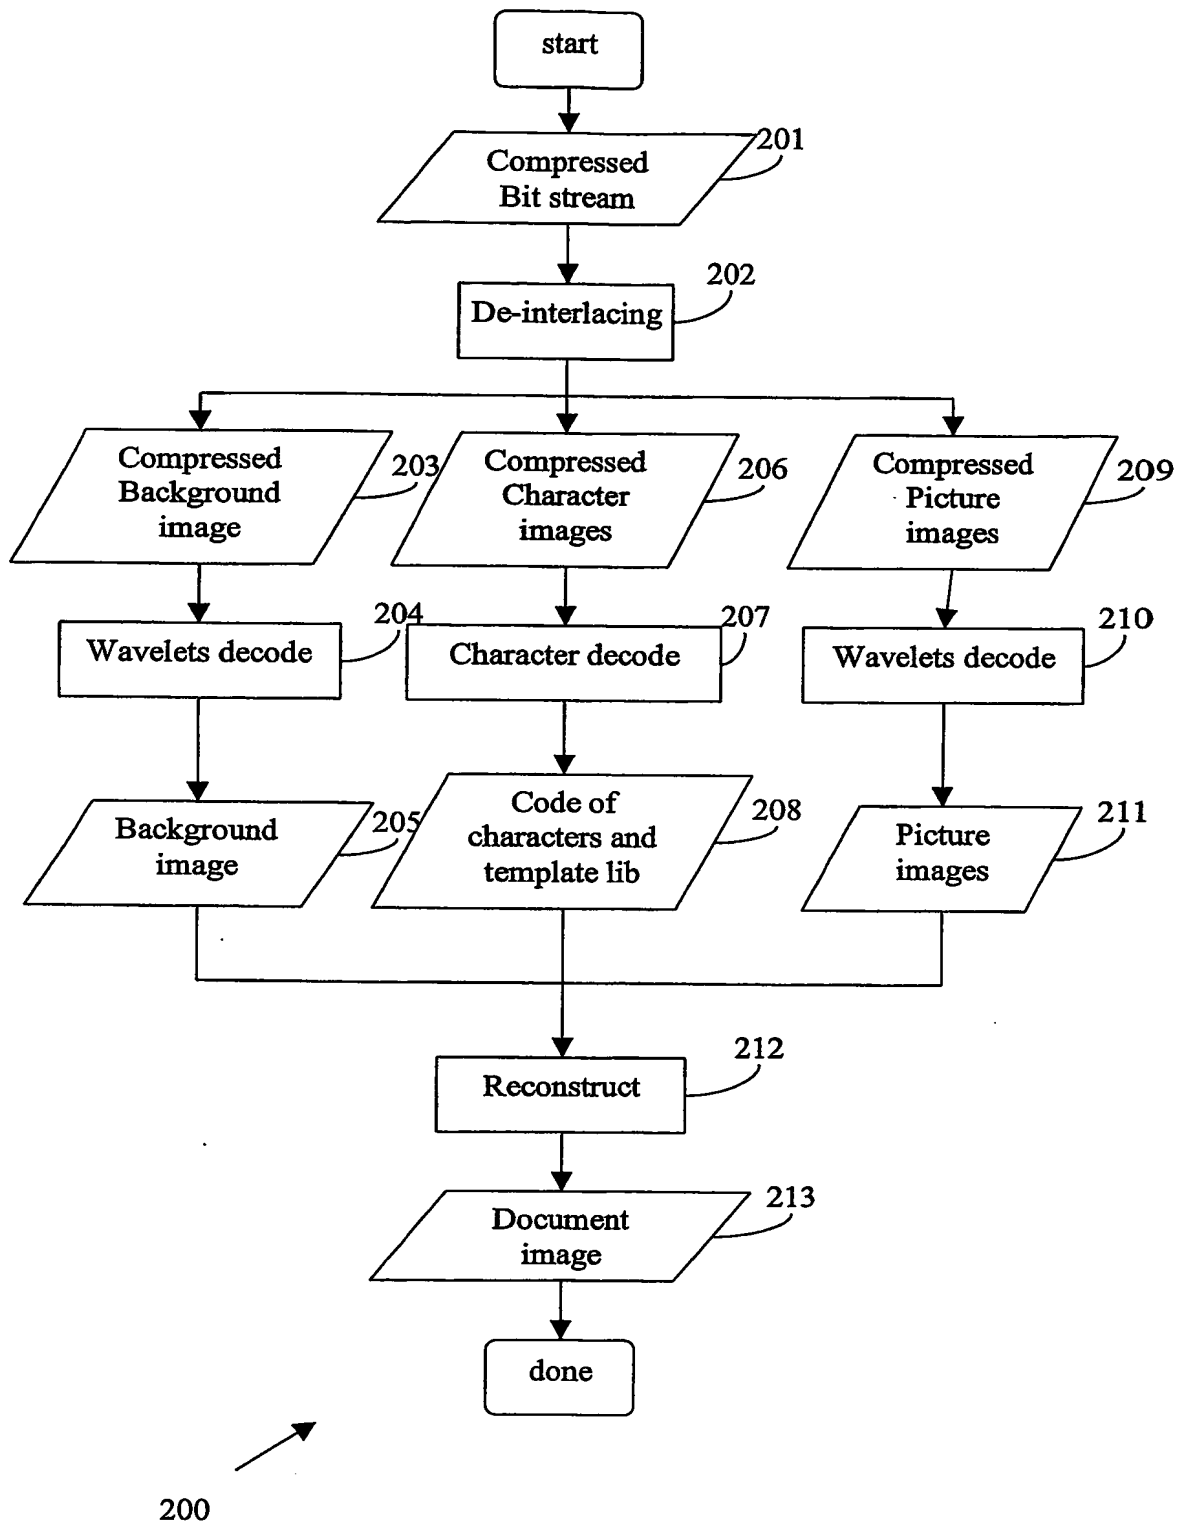 start
201
Compressed
Bit stream
202
De-interlacing
Compressed
Background
image
203
Compressed
Character
images
206
Compressed
Picture
images
209
Wavelets decode
204
Character decode
207
Wavelets decode
210
Background
image
205
Code of
characters and
template lib
208
Picture
images
211
Reconstruct
212
Document
image
213
done
200